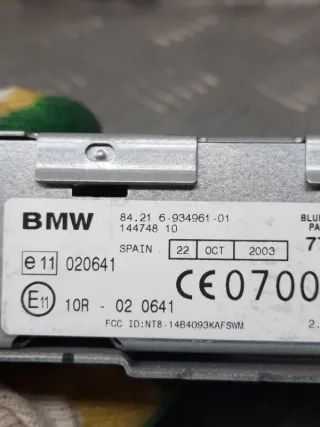 BMW 84.21 6-934961-01
144748 10
SPAIN 22 OCT 2003
e11 020641
CE0700
E11 10R - 02 0641
FCC ID:NT8-14B4093KAFSWM